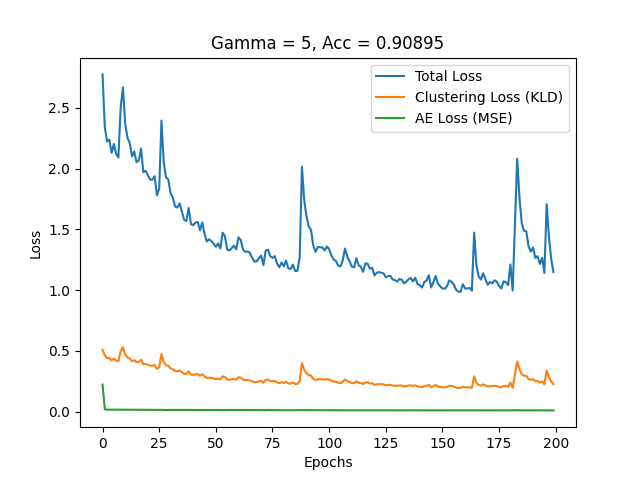 Gamma = 5, Acc = 0.90895
Total Loss
Clustering Loss (KLD)
AE Loss (MSE)
Loss
2.5
2.0
1.5
1.0
0.5
0.0
0 25 50 75 100 125 150 175 200
Epochs